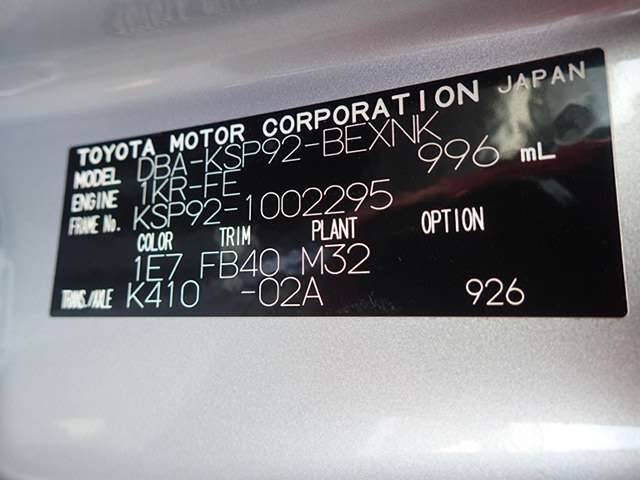 TOYOTA MOTOR CORPORATION JAPAN
MODEL DBA-KSP92-BEXNK
ENGINE 1KR-FE 996 mL
FRAME No. KSP92-1002295
COLOR TRIM PLANT OPTION
1E7 FB40 M32
TRANS./AXLE K410 -02A 926